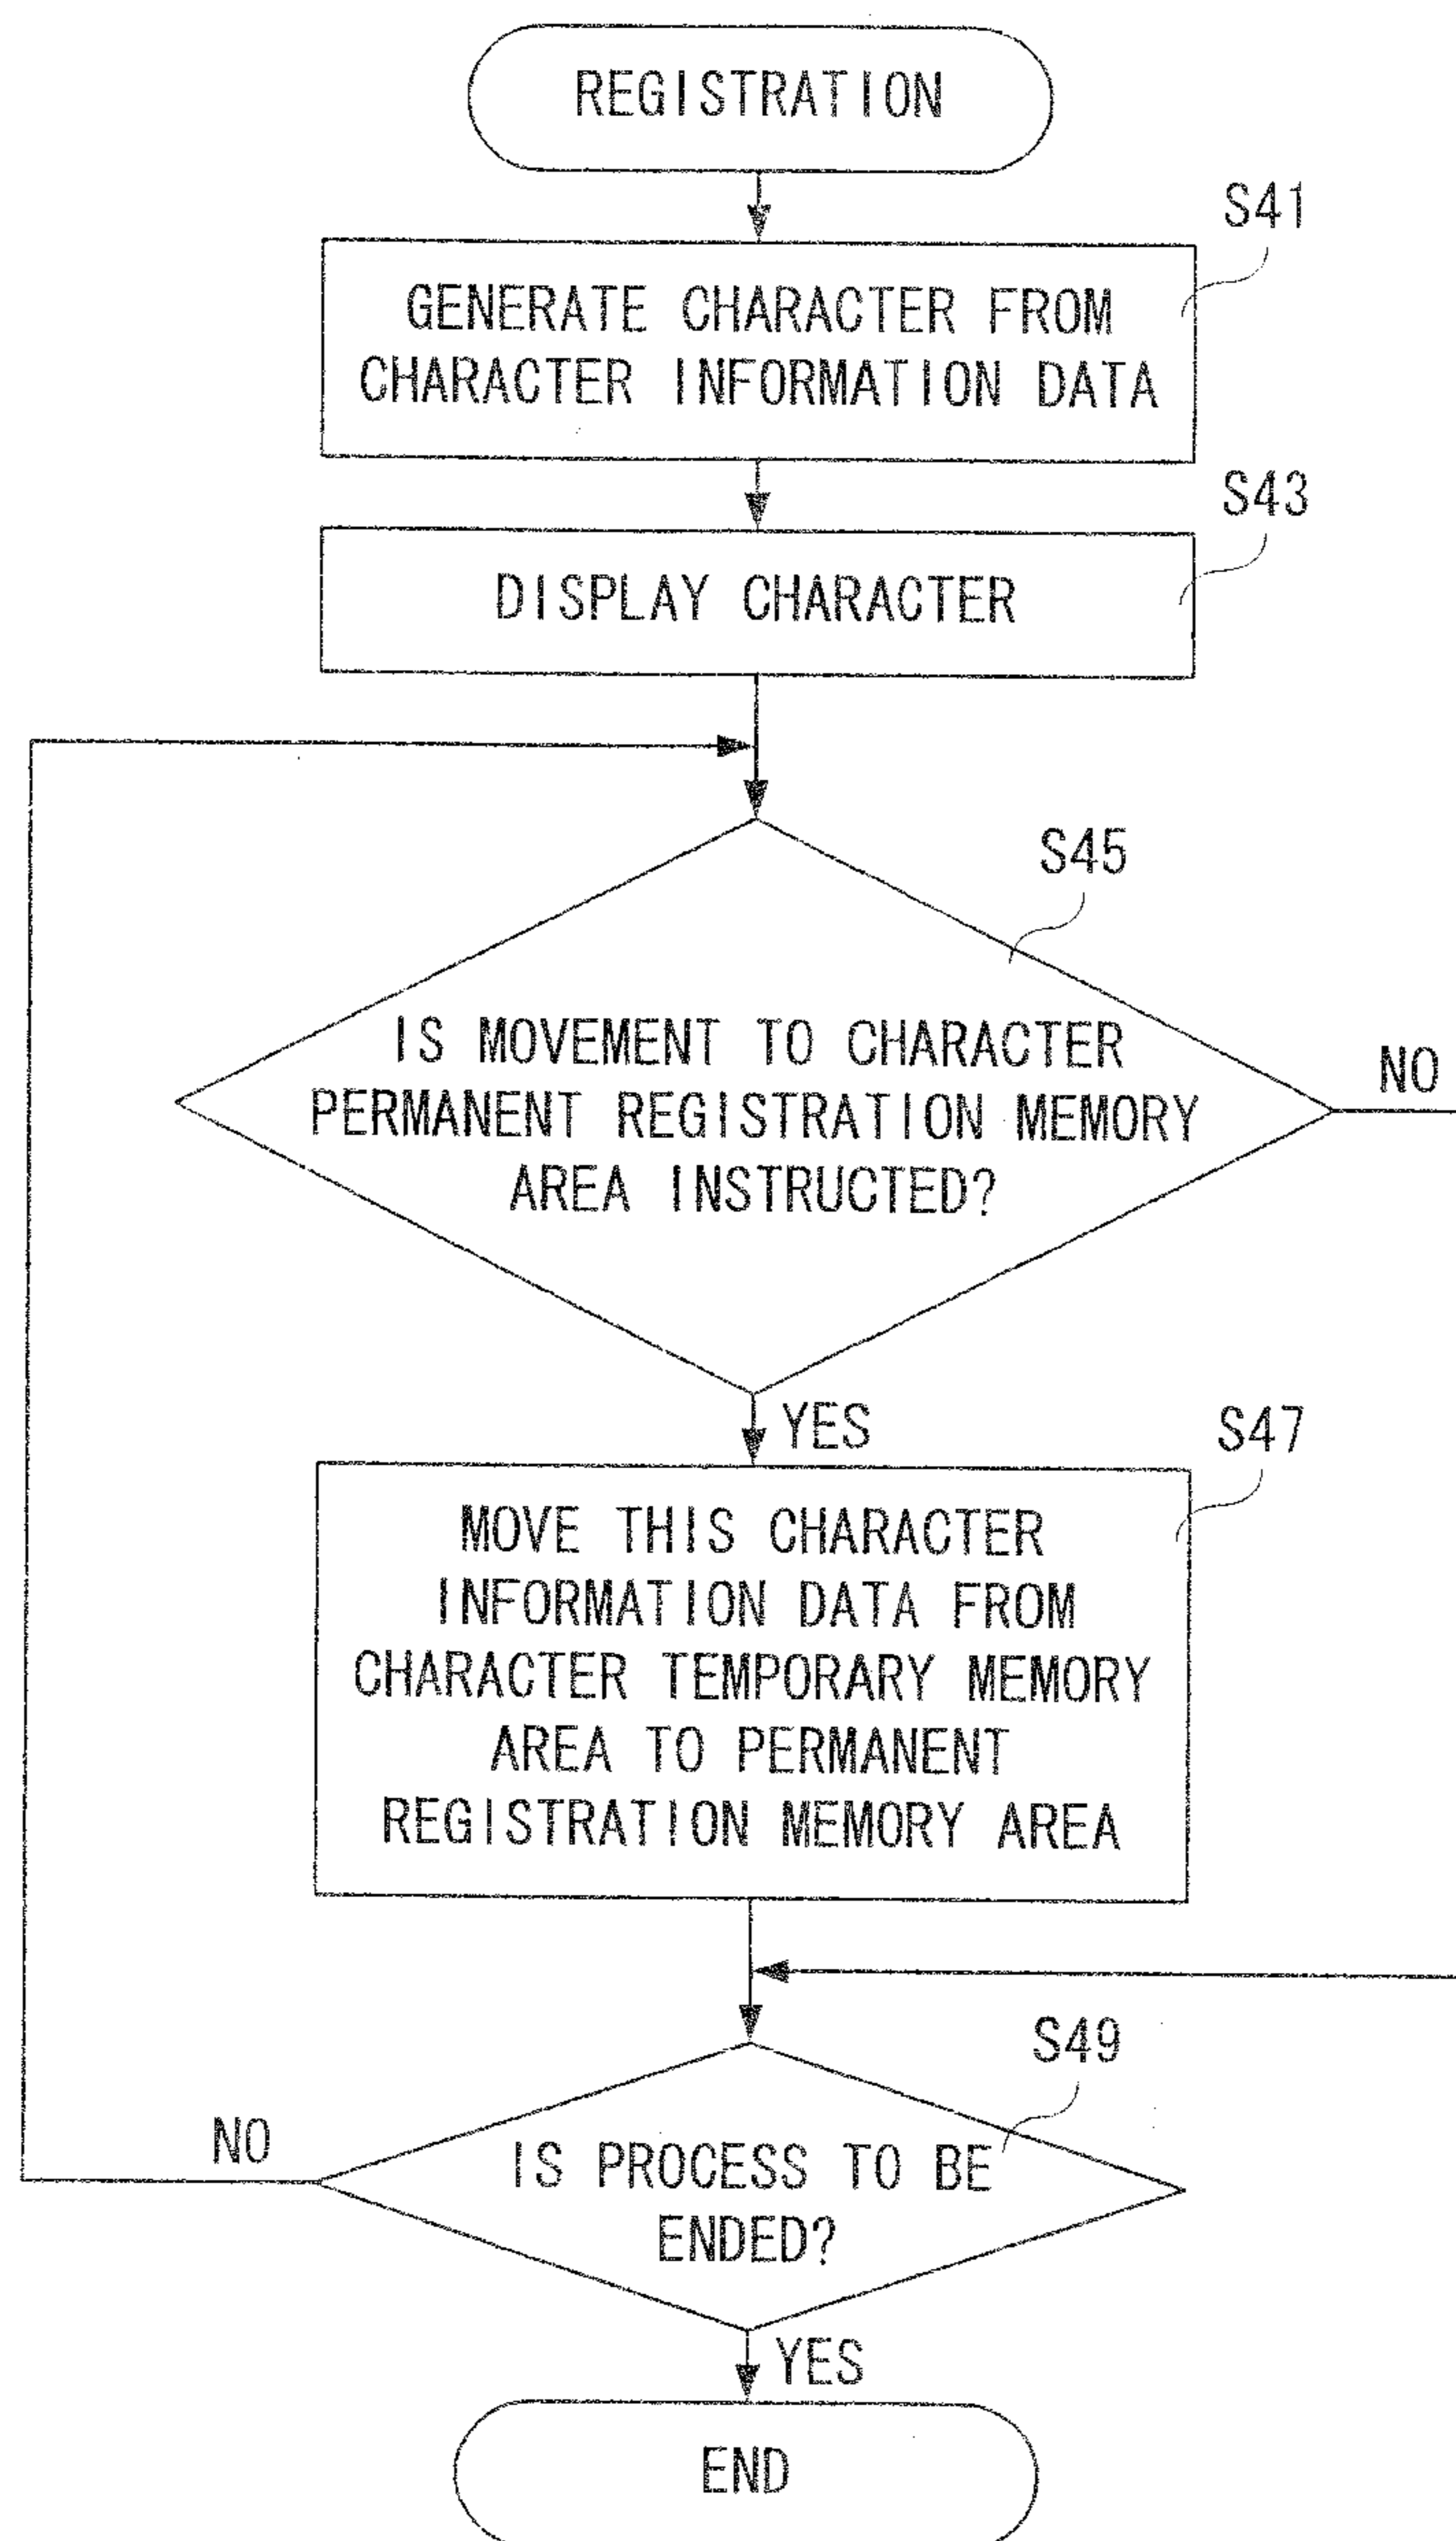 REGISTRATION
S41
GENERATE CHARACTER FROM
CHARACTER INFORMATION DATA
S43
DISPLAY CHARACTER
S45
IS MOVEMENT TO CHARACTER
PERMANENT REGISTRATION MEMORY
AREA INSTRUCTED?
NO
YES
S47
MOVE THIS CHARACTER
INFORMATION DATA FROM
CHARACTER TEMPORARY MEMORY
AREA TO PERMANENT
REGISTRATION MEMORY AREA
S49
NO
IS PROCESS TO BE
ENDED?
YES
END